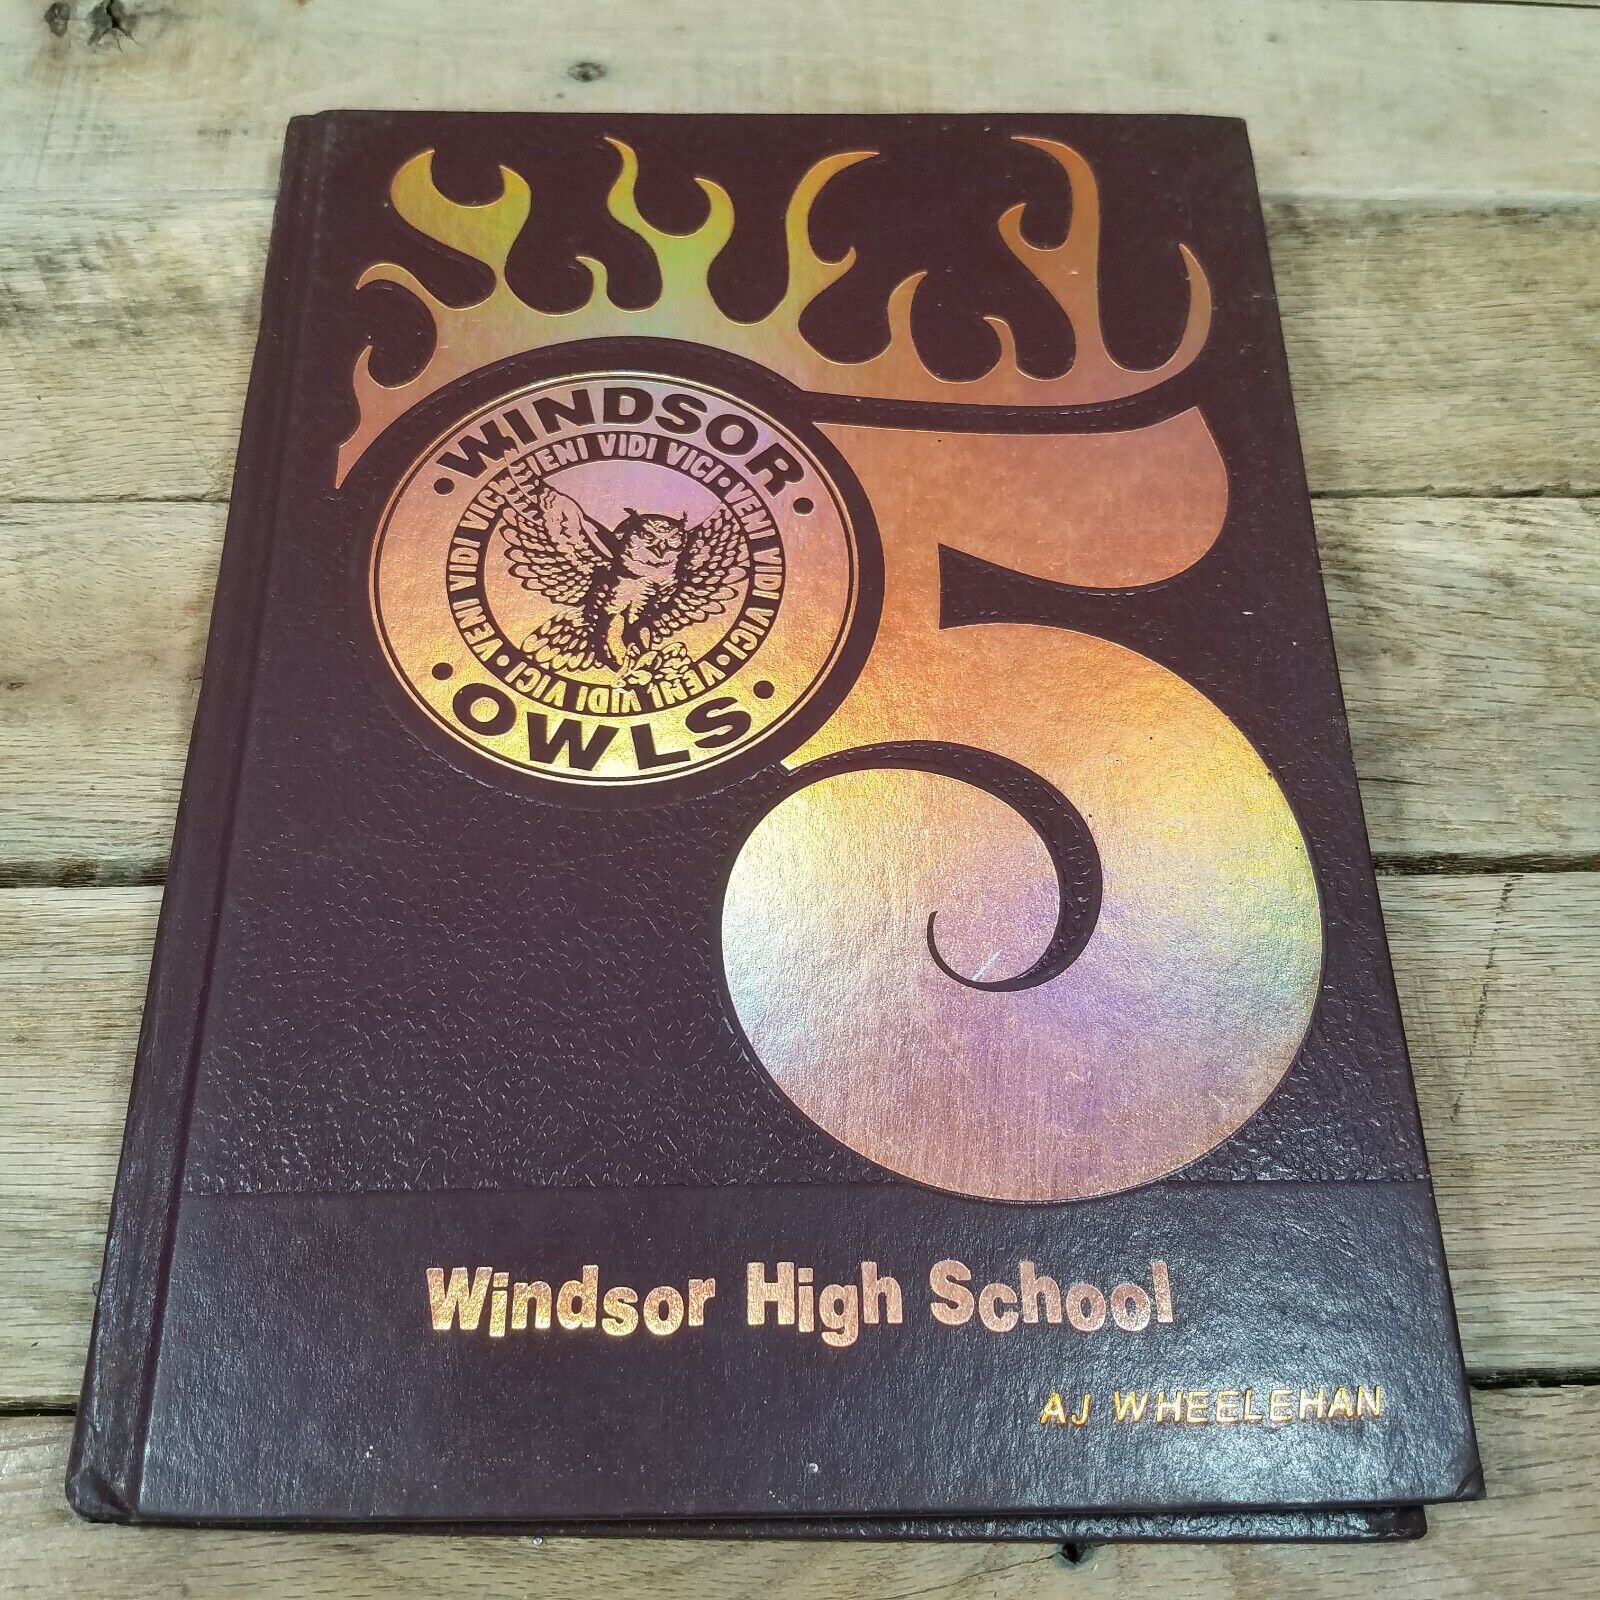 WINDSOR
VENI VIDI VICI · VENI VIDI VICI · VENI VIDI VICI · VENI VIDI VICI ·
OWLS
5
Windsor High School
AJ WHEELEHAN